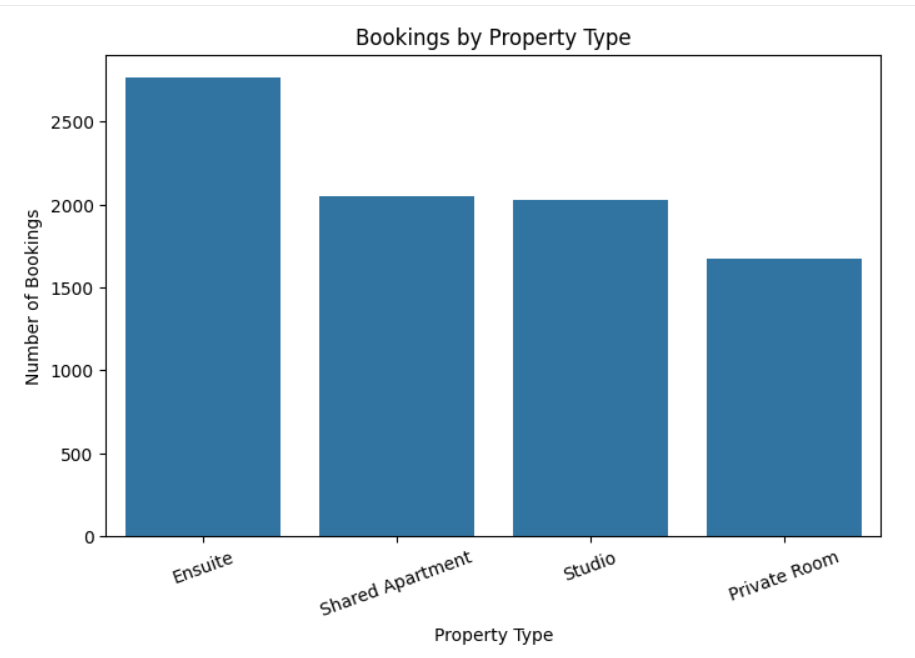 Bookings by Property Type
Number of Bookings
2500
2000
1500
1000
500
0
Ensuite
Shared Apartment
Studio
Private Room
Property Type